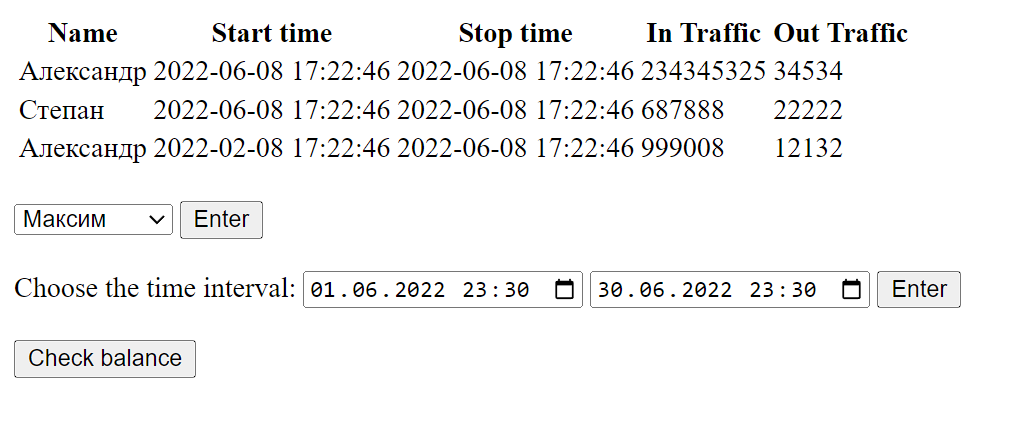 Name Start time Stop time In Traffic Out Traffic
Александр 2022-06-08 17:22:46 2022-06-08 17:22:46 234345325 34534
Степан 2022-06-08 17:22:46 2022-06-08 17:22:46 687888 22222
Александр 2022-02-08 17:22:46 2022-06-08 17:22:46 999008 12132
Максим Enter
Choose the time interval: 01.06.2022 23:30 30.06.2022 23:30 Enter
Check balance